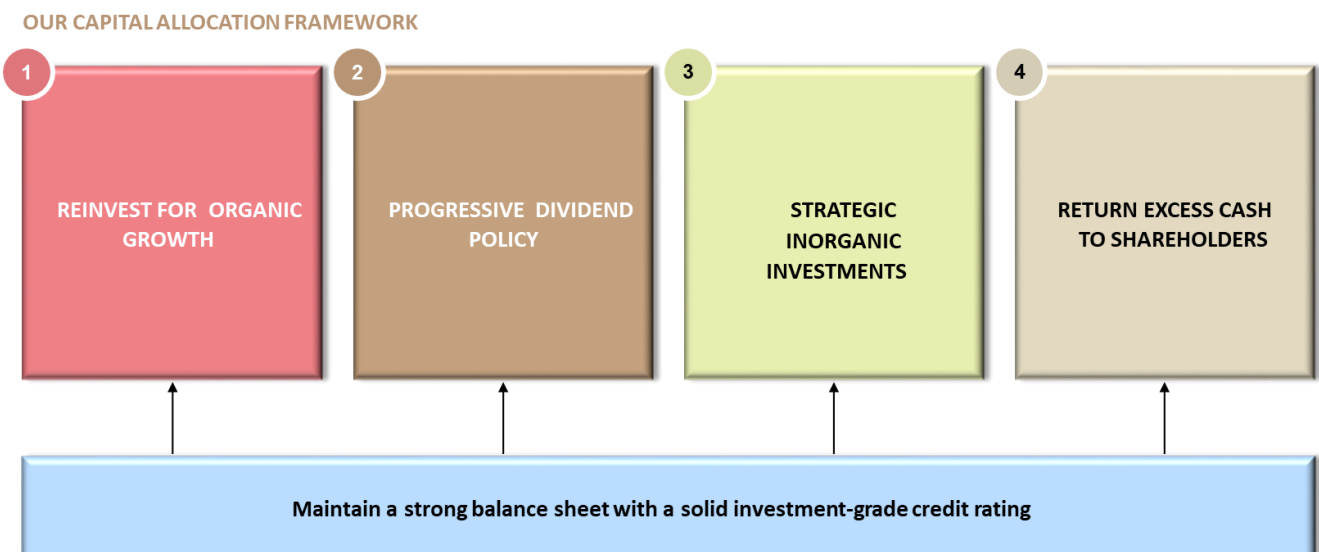 OUR CAPITAL ALLOCATION FRAMEWORK
1
REINVEST FOR ORGANIC
GROWTH
2
PROGRESSIVE DIVIDEND
POLICY
3
STRATEGIC
INORGANIC
INVESTMENTS
4
RETURN EXCESS CASH
TO SHAREHOLDERS
Maintain a strong balance sheet with a solid investment-grade credit rating